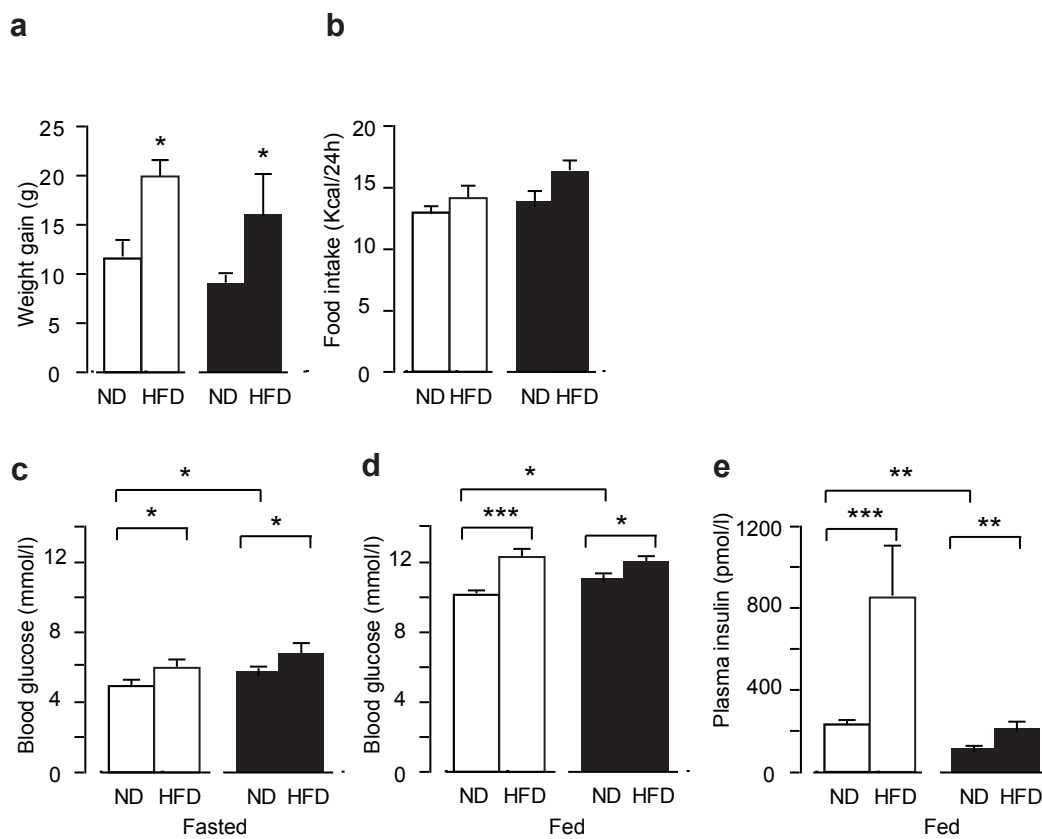 a
b
Weight gain (g)
25
20
15
10
5
0
*
*
ND HFD
ND HFD
Food intake (Kcal/24h)
20
15
10
5
0
ND HFD
ND HFD
c
Blood glucose (mmol/l)
12
8
4
0
*
*
*
ND HFD
ND HFD
Fasted
d
Blood glucose (mmol/l)
12
8
4
0
*
***
*
ND HFD
ND HFD
Fed
e
Plasma insulin (pmol/l)
1200
800
400
0
**
***
**
ND HFD
ND HFD
Fed